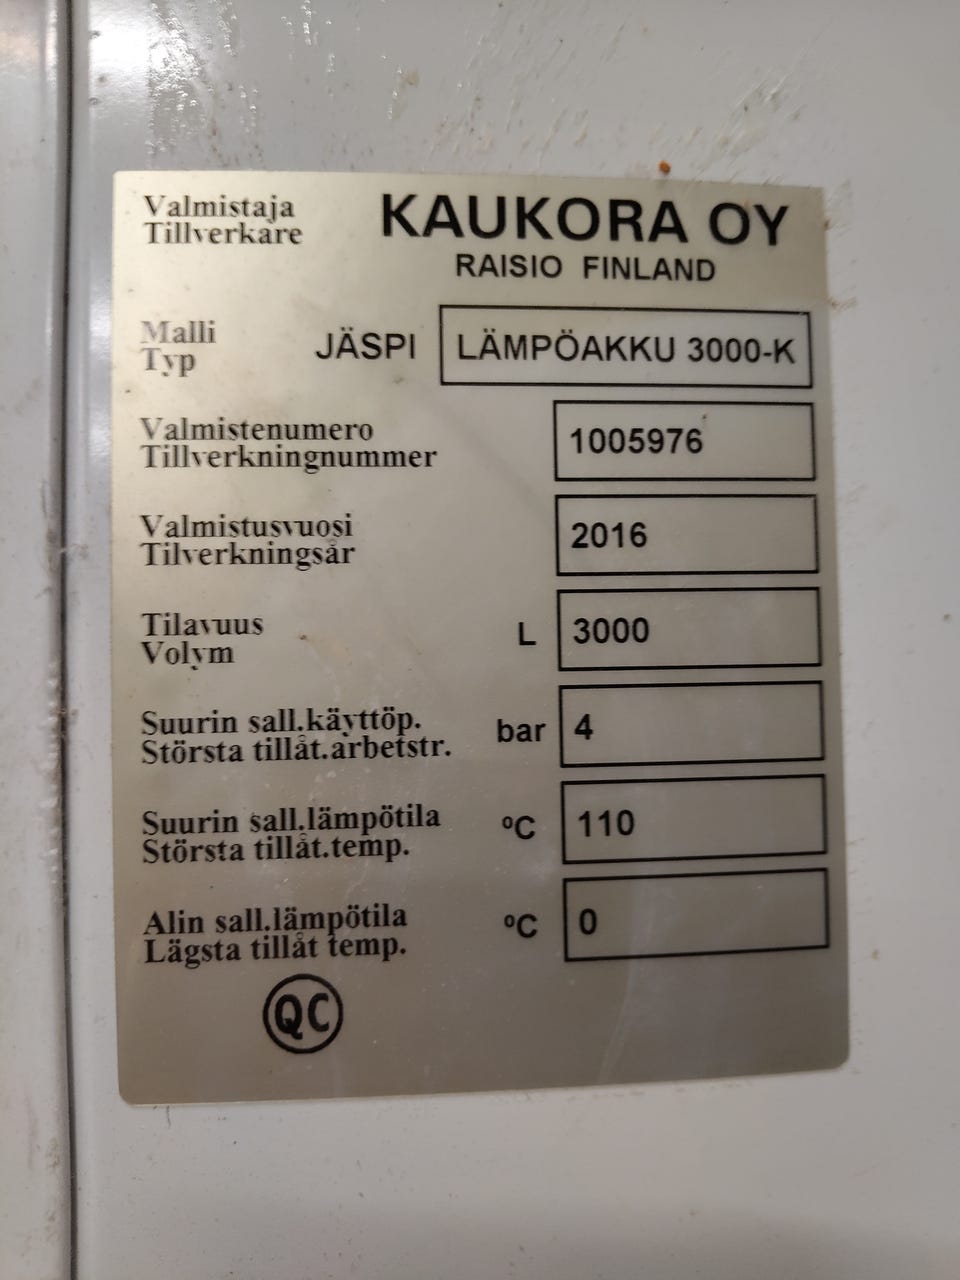 Valmistaja KAUKORA OY
Tillverkare
RAISIO FINLAND
Malli
Typ
JÄSPI LÄMPÖAKKU 3000-K
Valmistenumero
Tillverkningnummer
1005976
Valmistusvuosi
Tilverkningsår
2016
Tilavuus
Volym
L 3000
Suurin sall.käyttöp.
Största tillåt.arbetstr.
bar 4
Suurin sall.lämpötila
Största tillåt.temp.
ºC 110
Alin sall.lämpötila
Lägsta tillåt temp.
ºC 0
QC